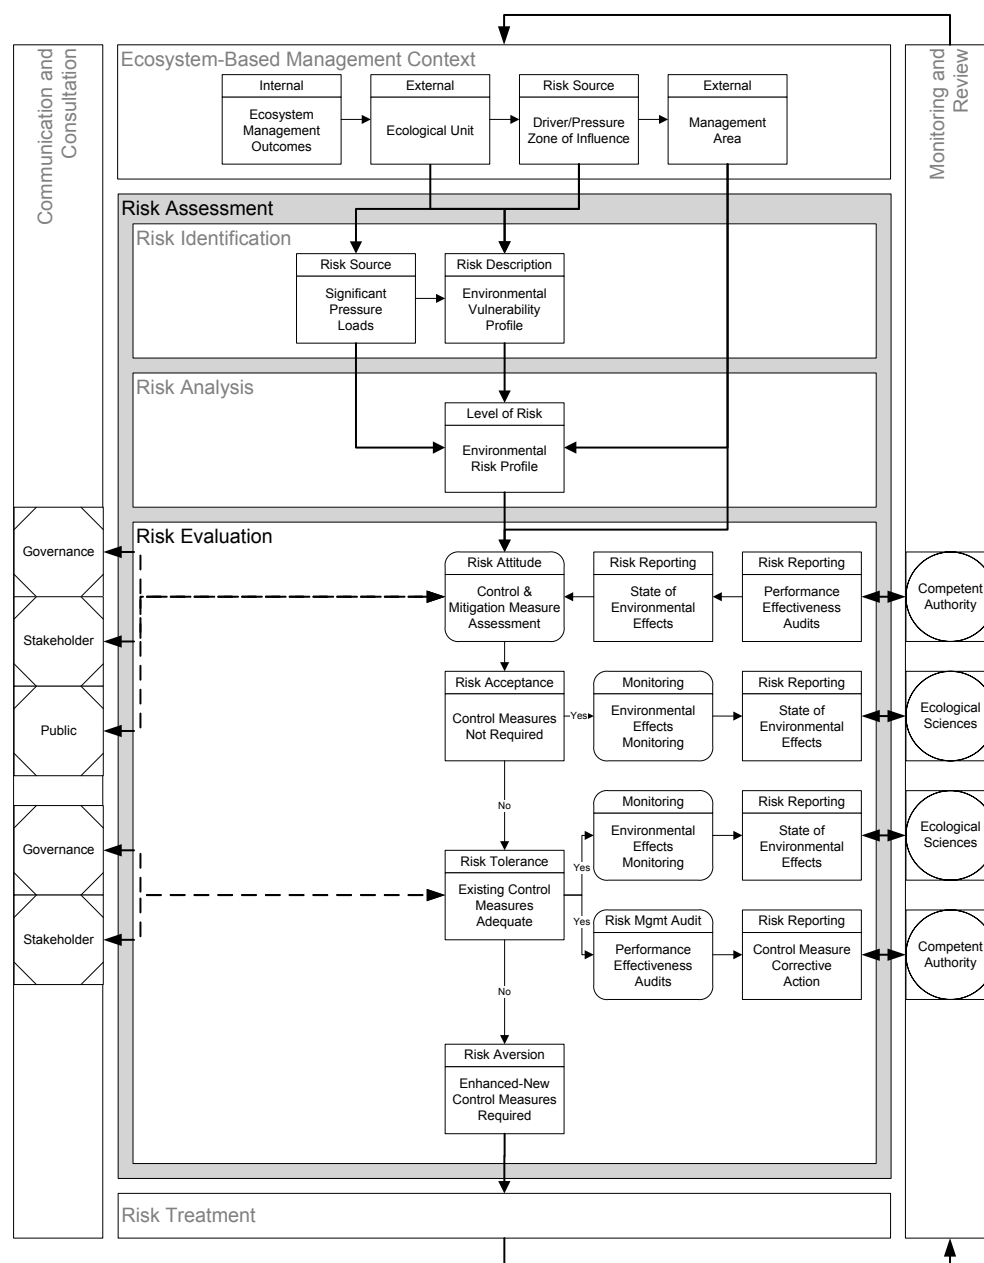 Communication and
Consultation
Ecosystem-Based Management Context
Internal
Ecosystem
Management
Outcomes
External
Ecological Unit
Risk Source
Driver/Pressure
Zone of Influence
External
Management
Area
Monitoring and
Review
Risk Assessment
Risk Identification
Risk Source
Significant
Pressure
Loads
Risk Description
Environmental
Vulnerability
Profile
Risk Analysis
Level of Risk
Environmental
Risk Profile
Risk Evaluation
Governance
Stakeholder
Public
Risk Attitude
Control &
Mitigation Measure
Assessment
Risk Reporting
State of
Environmental
Effects
Risk Reporting
Performance
Effectiveness
Audits
Competent
Authority
Risk Acceptance
Control Measures
Not Required
Yes
Monitoring
Environmental
Effects
Monitoring
Risk Reporting
State of
Environmental
Effects
Ecological
Sciences
No
Governance
Stakeholder
Risk Tolerance
Existing Control
Measures
Adequate
Yes
Monitoring
Environmental
Effects
Monitoring
Risk Reporting
State of
Environmental
Effects
Ecological
Sciences
Yes
Risk Mgmt Audit
Performance
Effectiveness
Audits
Risk Reporting
Control Measure
Corrective
Action
Competent
Authority
No
Risk Aversion
Enhanced-New
Control Measures
Required
Risk Treatment